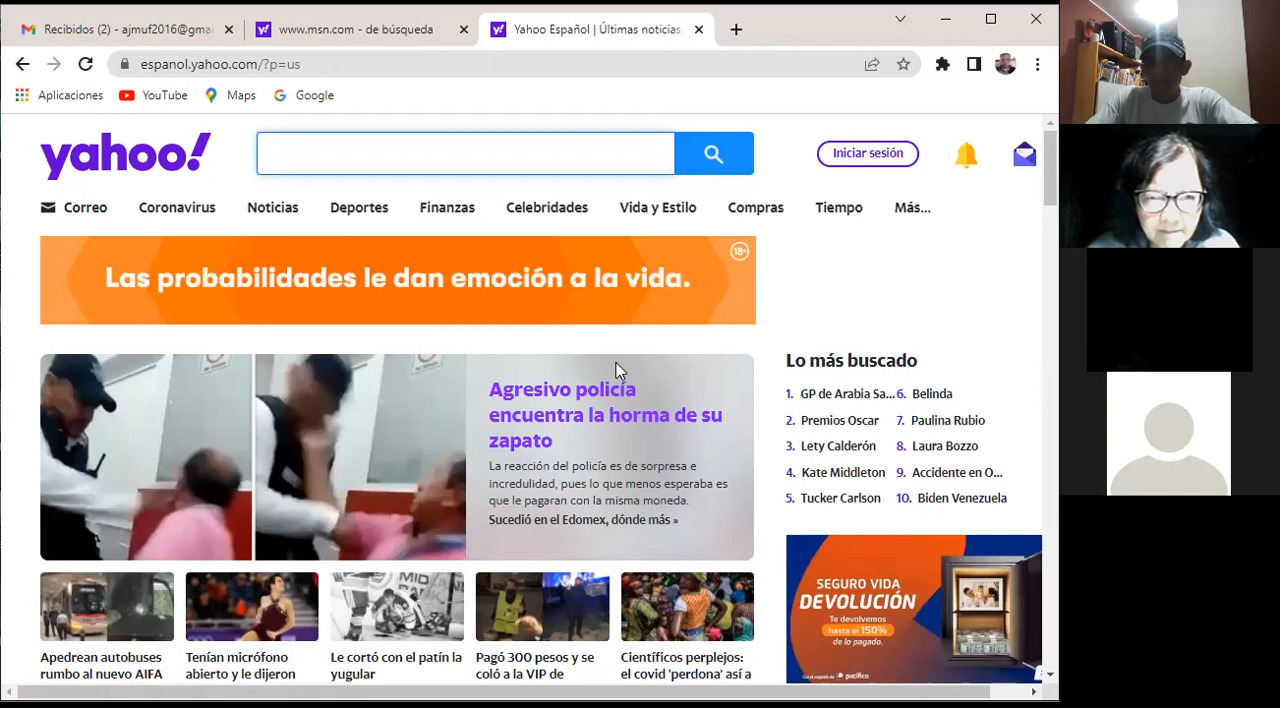 Recibidos (2) - ajmuf2016@gmai
www.msn.com - de búsqueda
Yahoo Español | Últimas noticias,
espanol.yahoo.com/?p=us
Aplicaciones
YouTube
Maps
Google
yahoo!
Iniciar sesión
Correo
Coronavirus
Noticias
Deportes
Finanzas
Celebridades
Vida y Estilo
Compras
Tiempo
Más...
Las probabilidades le dan emoción a la vida.
18+
Agresivo policía
encuentra la horma de su
zapato
La reacción del policía es de sorpresa e
incredulidad, pues lo que menos esperaba es
que le pagaran con la misma moneda.
Sucedió en el Edomex, dónde más »
Lo más buscado
1. GP de Arabia Sa...
2. Premios Oscar
3. Lety Calderón
4. Kate Middleton
5. Tucker Carlson
6. Belinda
7. Paulina Rubio
8. Laura Bozzo
9. Accidente en O...
10. Biden Venezuela
Apedrean autobuses
rumbo al nuevo AIFA
Tenían micrófono
abierto y le dijeron
Le cortó con el patín la
yugular
Pagó 300 pesos y se
coló a la VIP de
Científicos perplejos:
el covid 'perdona' así a
SEGURO VIDA
DEVOLUCIÓN
Te devolvemos
hasta el 150%
de lo pagado.
pacífico